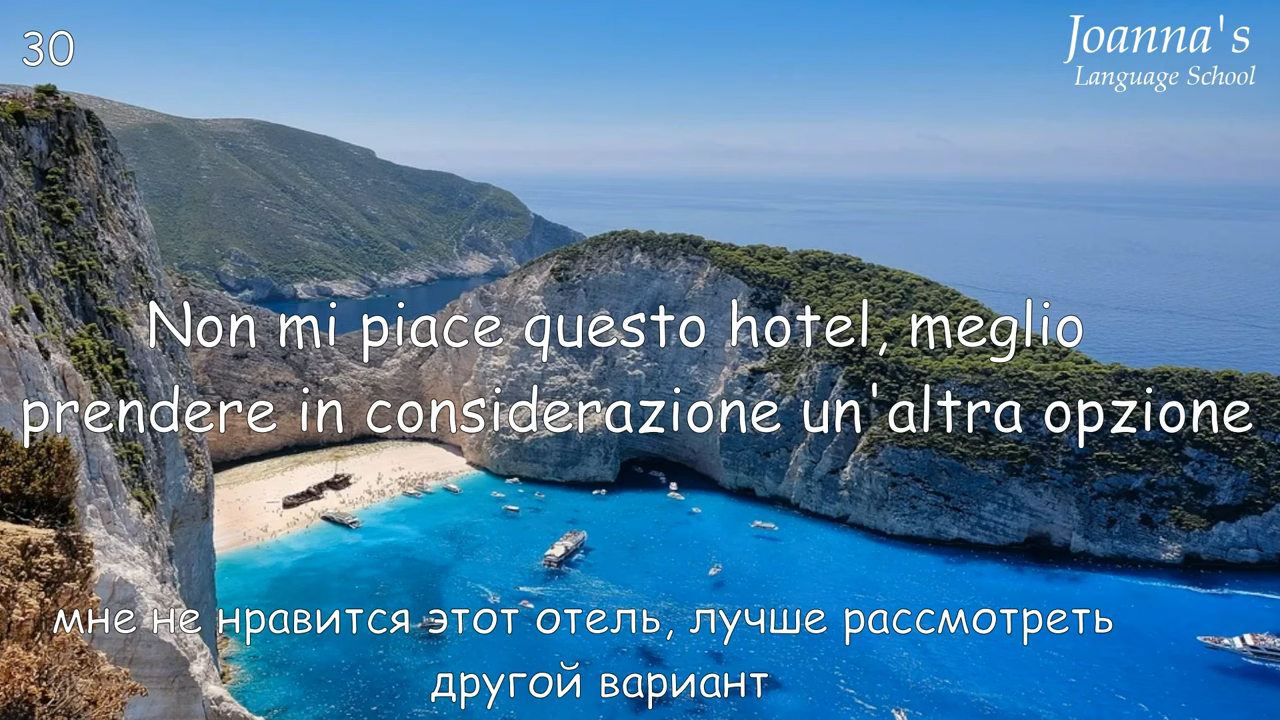 30
Joanna's
Language School
Non mi piace questo hotel, meglio
prendere in considerazione un'altra opzione
мне не нравится этот отель, лучше рассмотреть
другой вариант